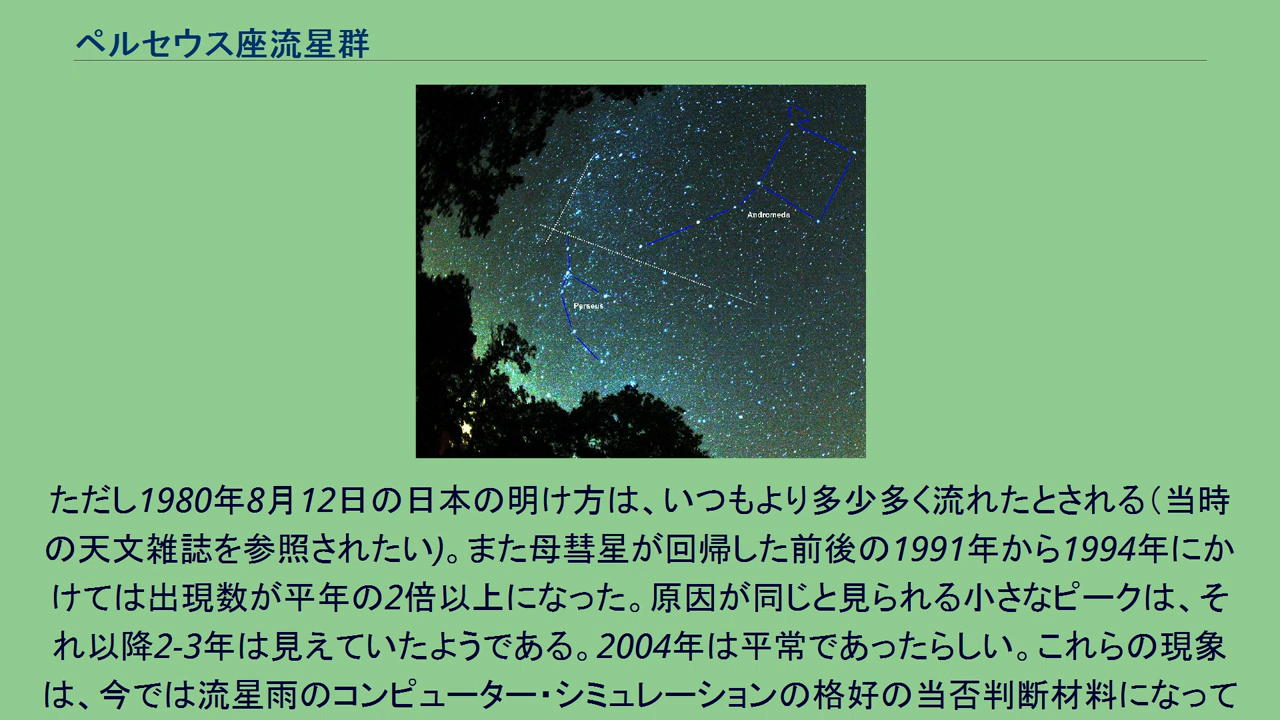 ペルセウス座流星群
Andromeda
Perseus
ただし1980年8月12日の日本の明け方は、いつもより多少多く流れたとされる（当時
の天文雑誌を参照されたい)。また母彗星が回帰した前後の1991年から1994年にか
けては出現数が平年の2倍以上になった。原因が同じと見られる小さなピークは、そ
れ以降2-3年は見えていたようである。2004年は平常であったらしい。これらの現象
は、今では流星雨のコンピューター・シミュレーションの格好の当否判断材料になって